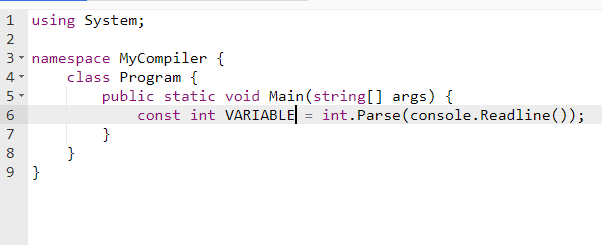 1 using System;
2
3 namespace MyCompiler {
4 class Program {
5 public static void Main(string[] args) {
6 const int VARIABLE = int.Parse(console.Readline());
7 }
8 }
9 }